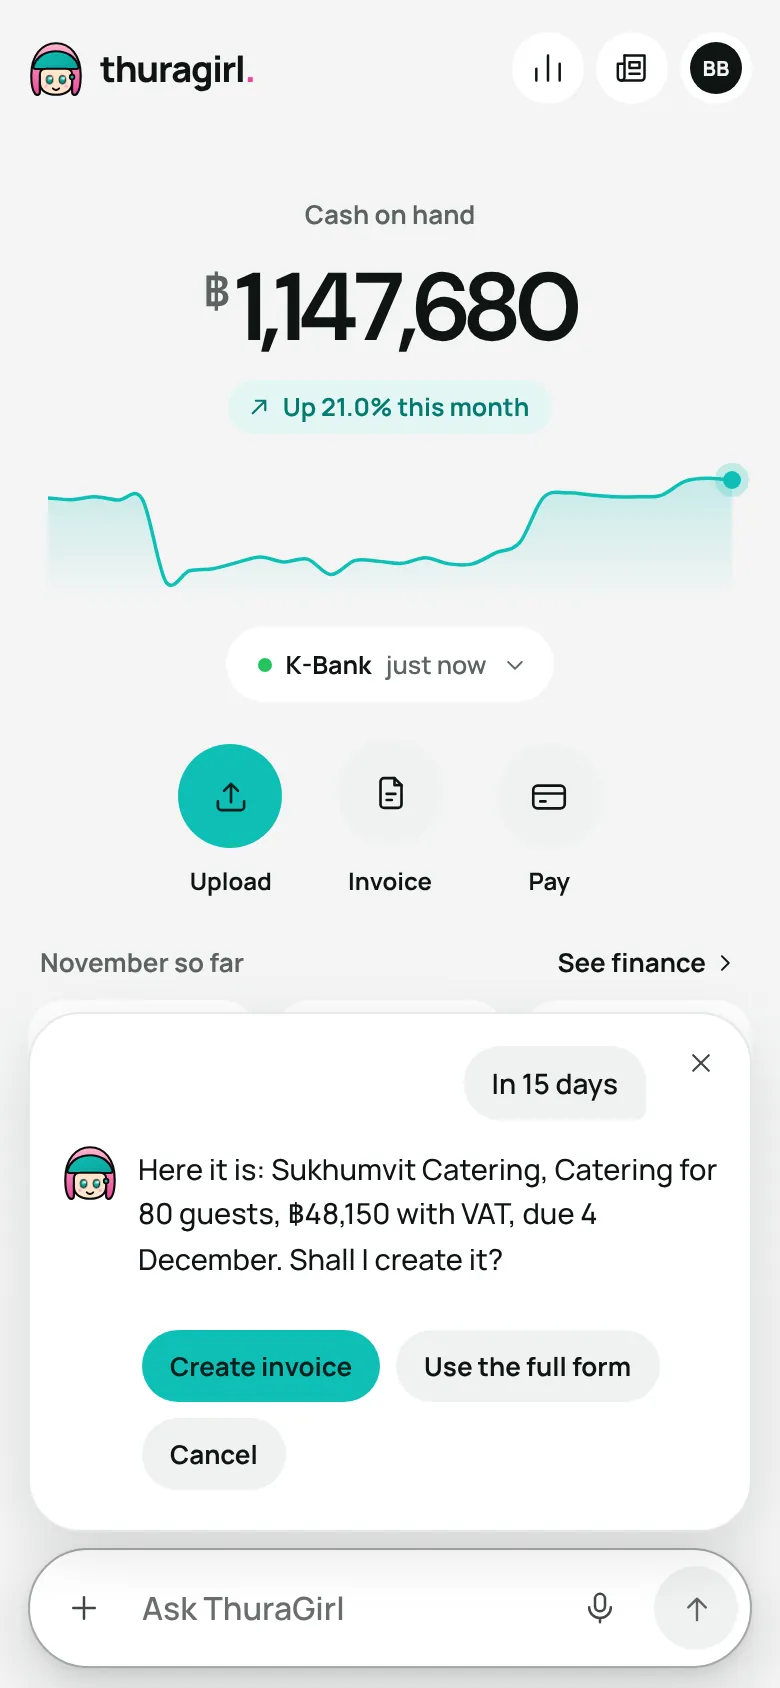 thuragirl.
BB
Cash on hand
฿1,147,680
Up 21.0% this month
K-Bank just now
Upload
Invoice
Pay
November so far
See finance
In 15 days
Here it is: Sukhumvit Catering, Catering for
80 guests, ฿48,150 with VAT, due 4
December. Shall I create it?
Create invoice
Use the full form
Cancel
Ask ThuraGirl